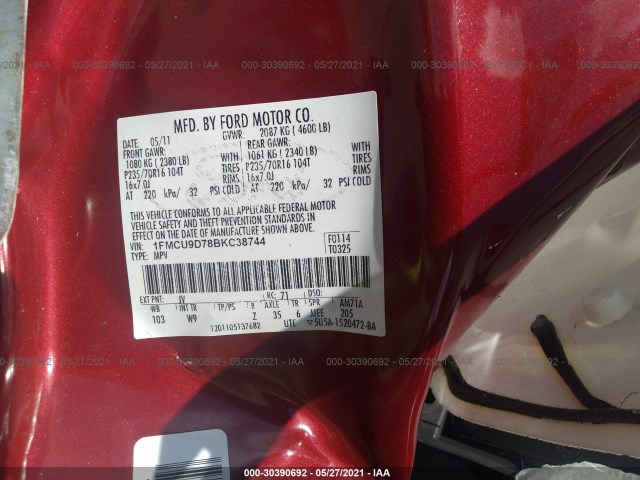 000-30390692 - 05/27/2021 - IAA
MFD. BY FORD MOTOR CO.
DATE 05/11 GVWR: 2087 KG ( 4600 LB)
FRONT GAWR: REAR GAWR:
1080 KG ( 2380 LB) WITH 1061 KG ( 2340 LB) WITH
P235/70R16 104T TIRES P235/70R16 104T TIRES
16x7.0J RIMS 16x7.0J RIMS
AT 220 kPa/ 32 PSI COLD AT 220 kPa/ 32 PSI COLD
THIS VEHICLE CONFORMS TO ALL APPLICABLE FEDERAL MOTOR
VEHICLE SAFETY AND THEFT PREVENTION STANDARDS IN
EFFECT ON THE DATE OF MANUFACTURE SHOWN ABOVE.
VIN: 1FMCU9D78BKC38744 F0114
TYPE: MPV T0325
EXT PNT: JV RC: 71 DSO:
WB INT TR TP/PS R AXLE TR SPR AM71A
103 W9 Z 35 6 205
1201105137682 UTC ▽5U5A-1520472-BA
000-30390692 - 05/27/2021 - IAA